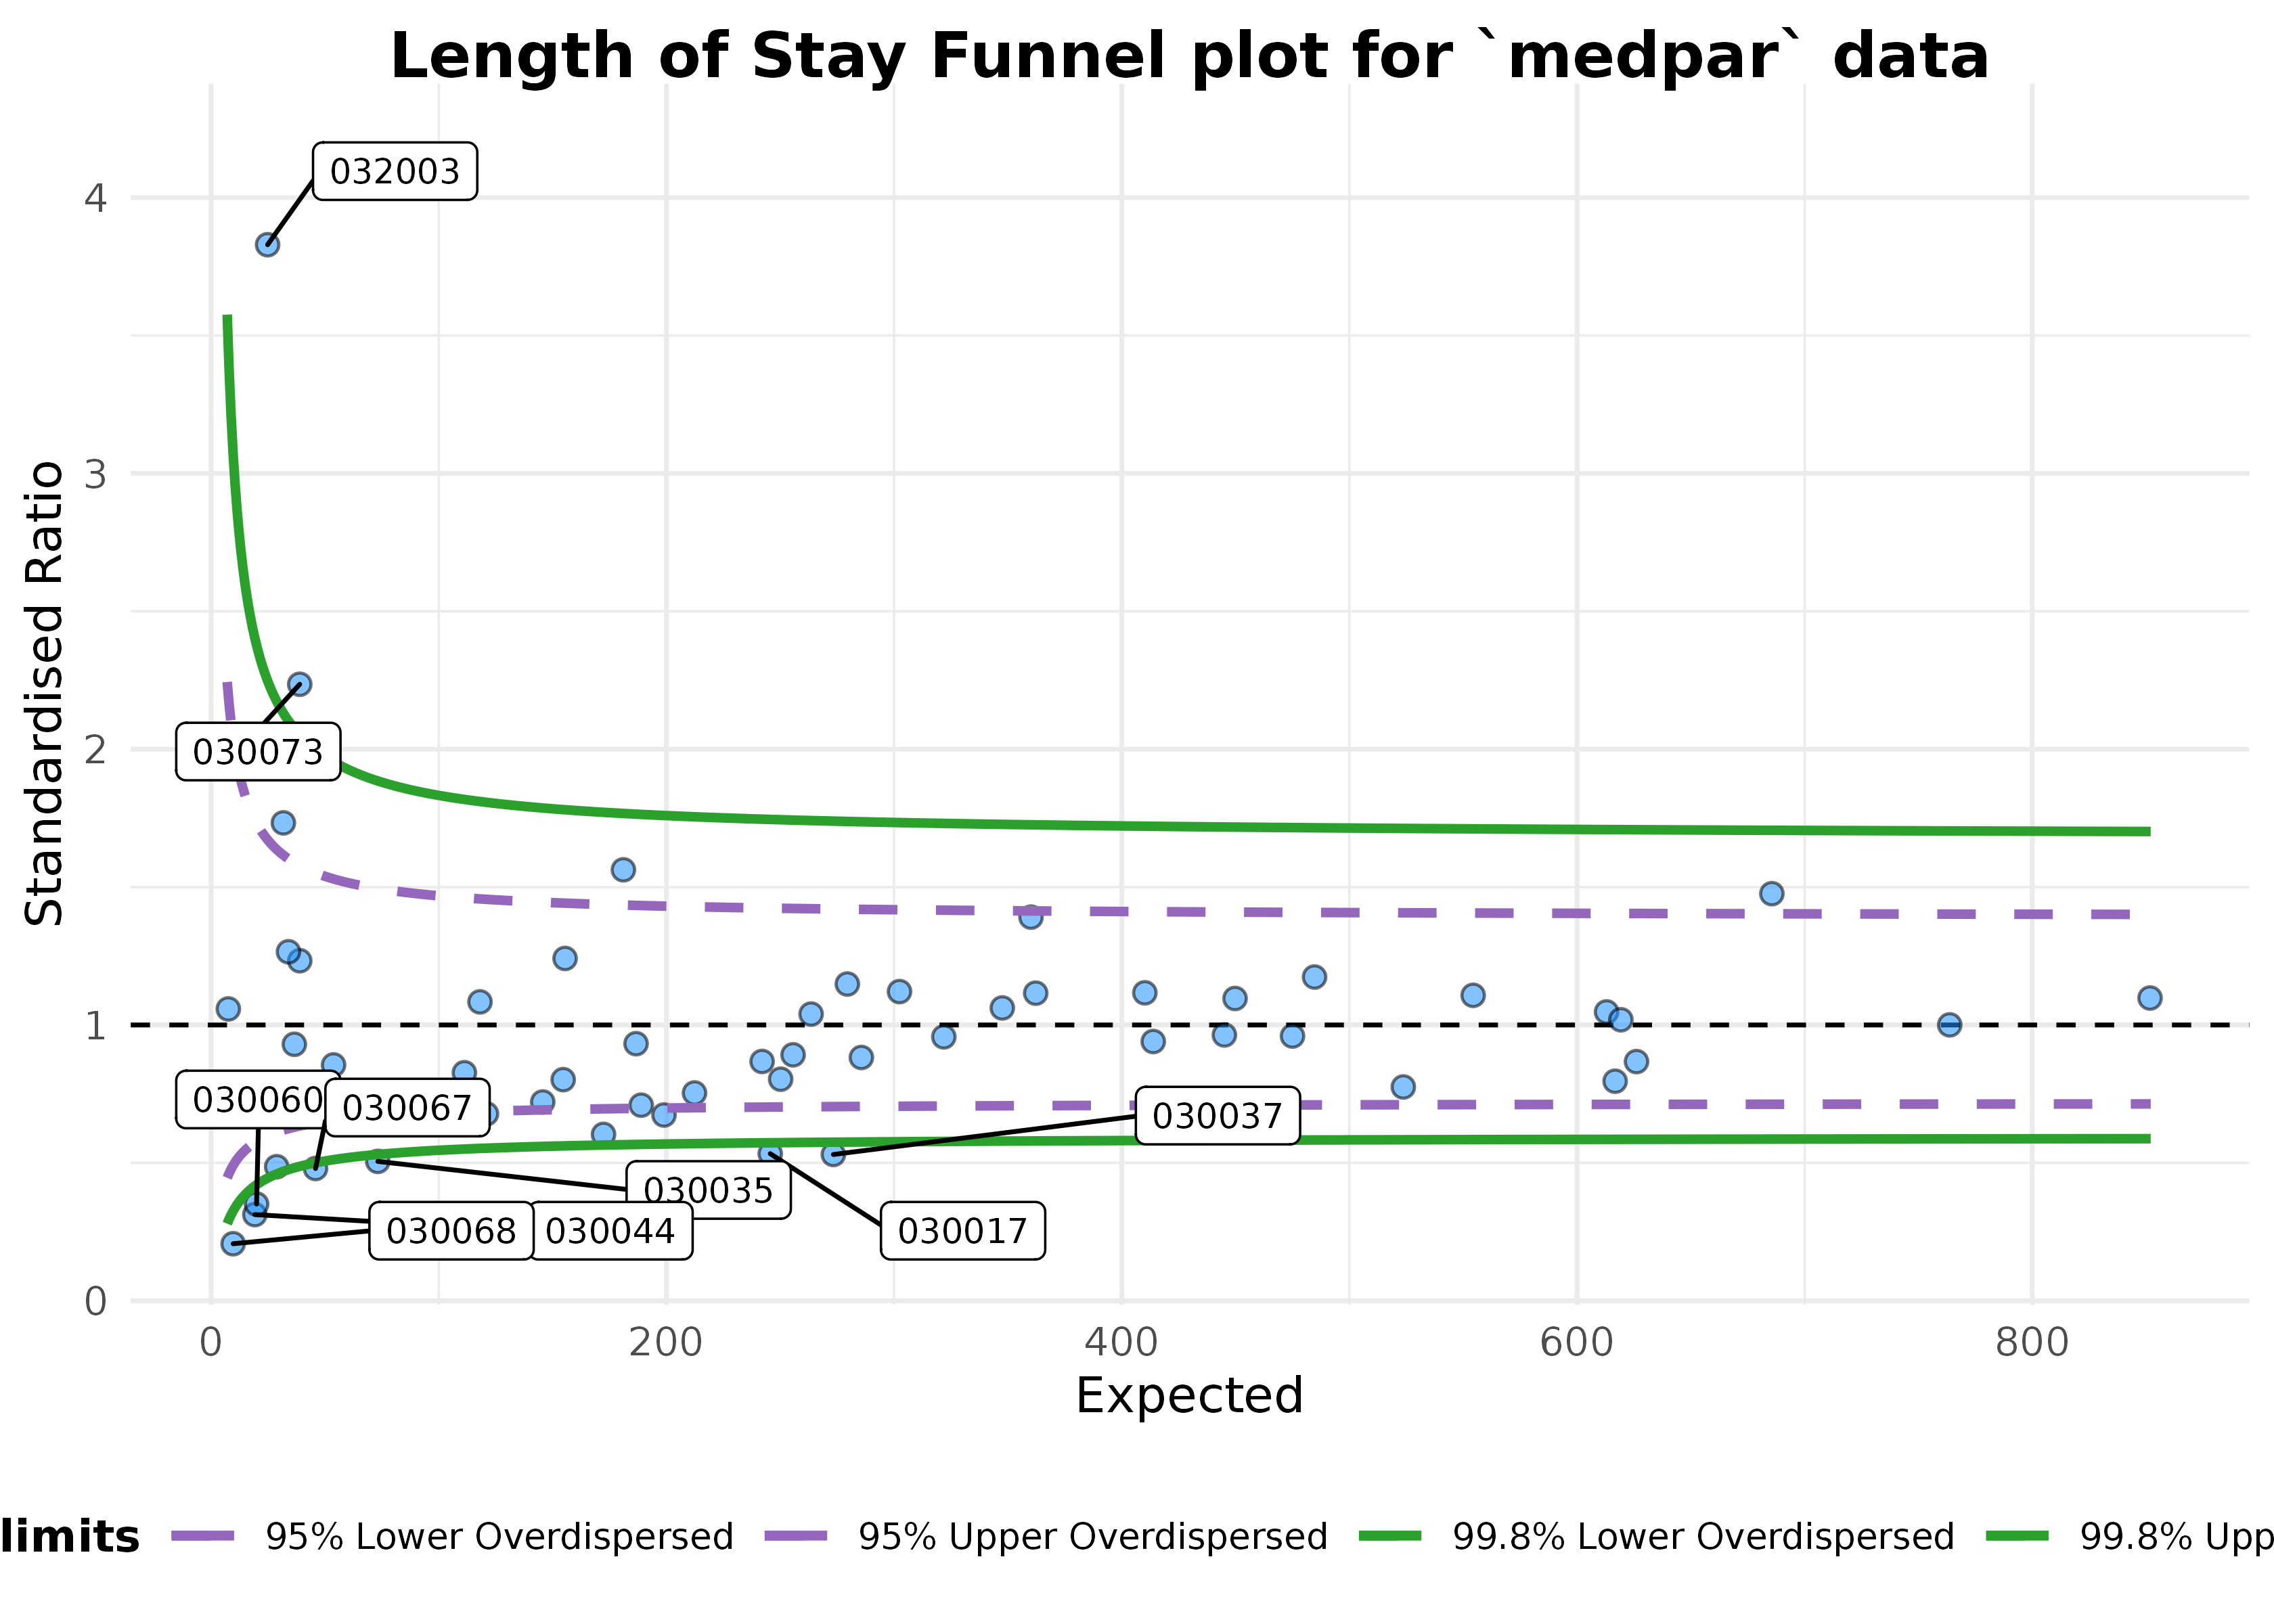 Length of Stay Funnel plot for `medpar` data
Standardised Ratio
4
3
2
1
0
032003
030073
030060
030067
030037
030035
030068
030044
030017
0 200 400 600 800
Expected
limits 95% Lower Overdispersed 95% Upper Overdispersed 99.8% Lower Overdispersed 99.8% Upp